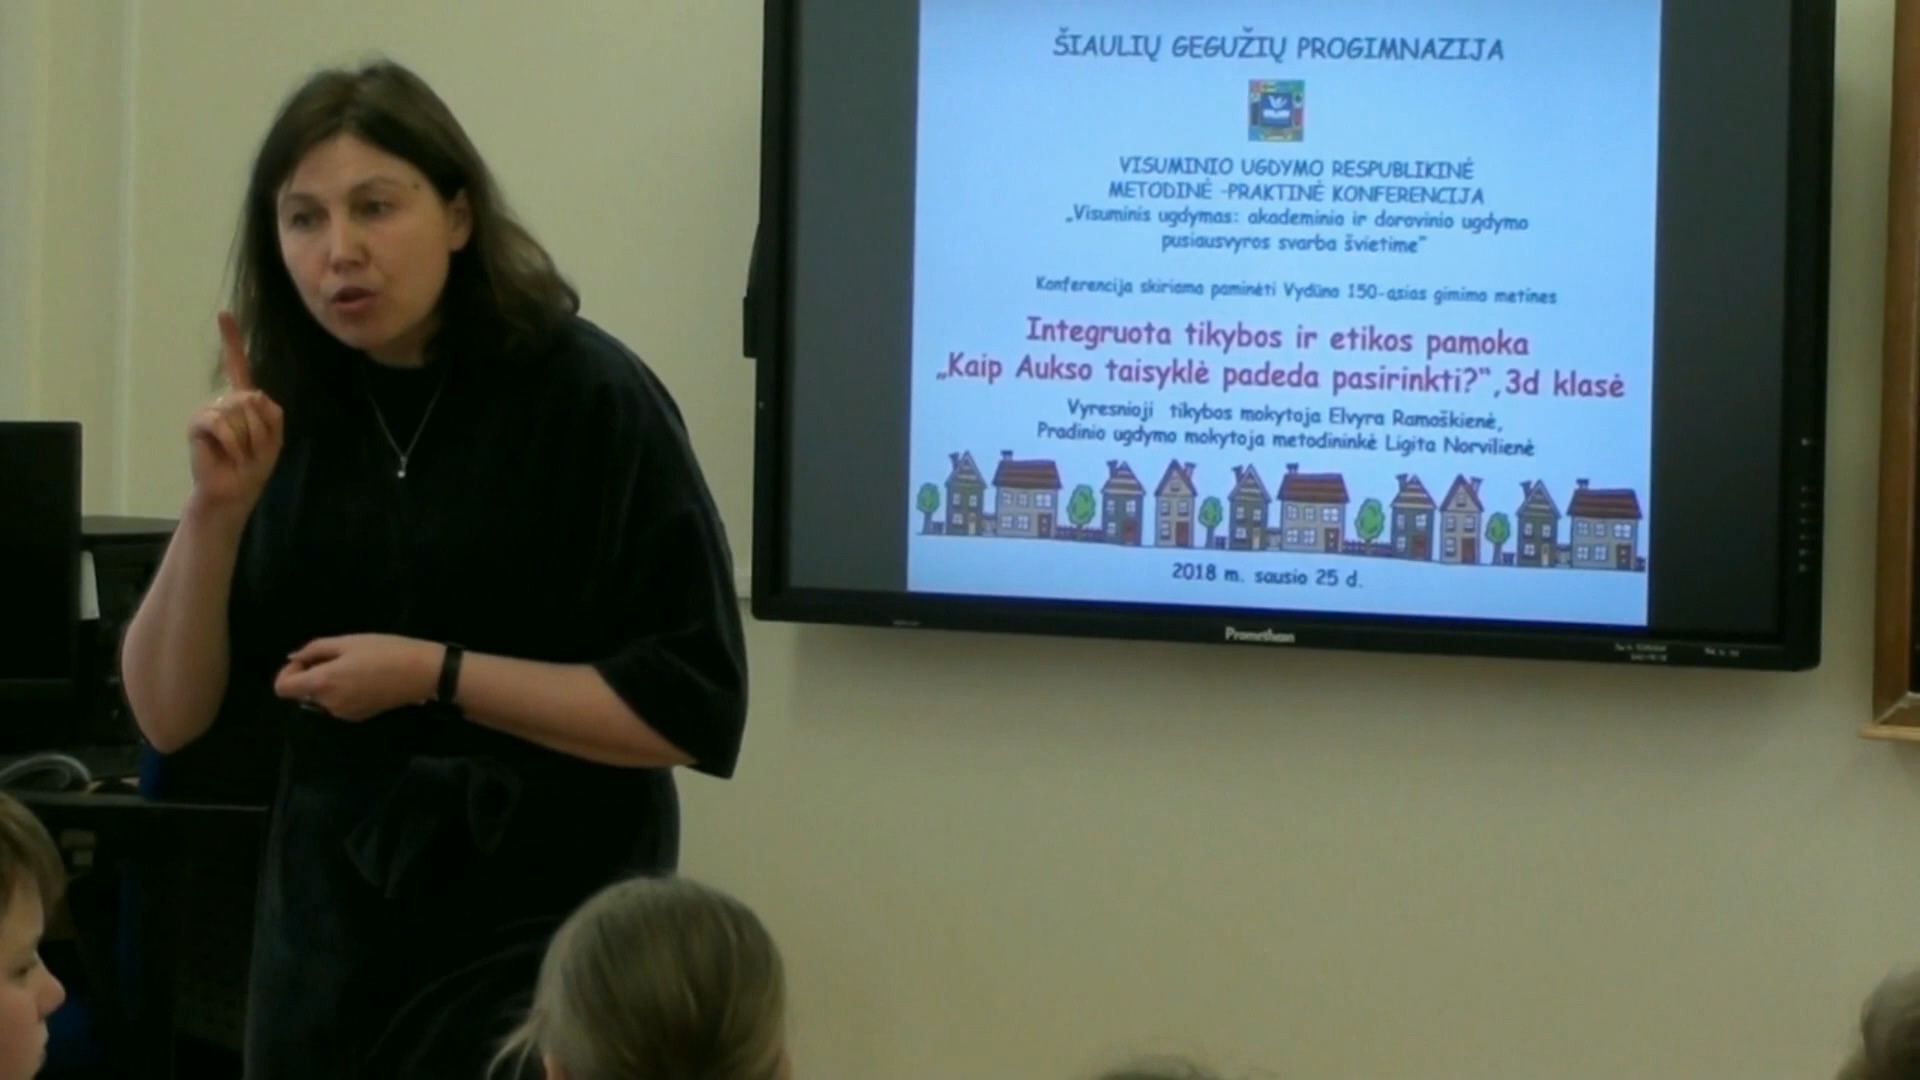 ŠIAULIŲ GEGUŽIŲ PROGIMNAZIJA
VISUMINIO UGDYMO RESPUBLIKINĖ
METODINĖ -PRAKTINĖ KONFERENCIJA
„Visuminis ugdymas: akademinio ir dorovinio ugdymo
pusiausvyros svarba švietime"
Konferencija skiriama paminėti Vydūno 150-ąsias gimimo metines
Integruota tikybos ir etikos pamoka
„Kaip Aukso taisyklė padeda pasirinkti?", 3d klasė
Vyresnioji tikybos mokytoja Elvyra Ramoškienė,
Pradinio ugdymo mokytoja metodininkė Ligita Norvilienė
2018 m. sausio 25 d.
Promethean